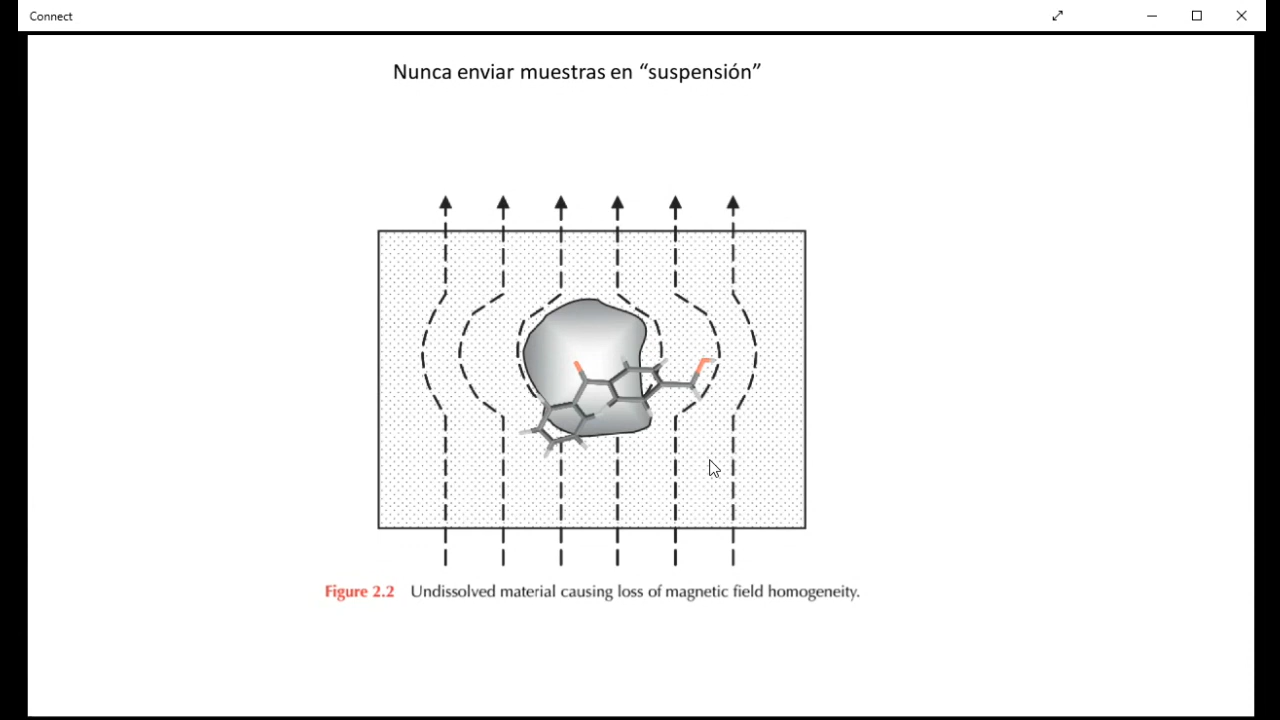 Connect
Nunca enviar muestras en “suspensión”
Figure 2.2 Undissolved material causing loss of magnetic field homogeneity.